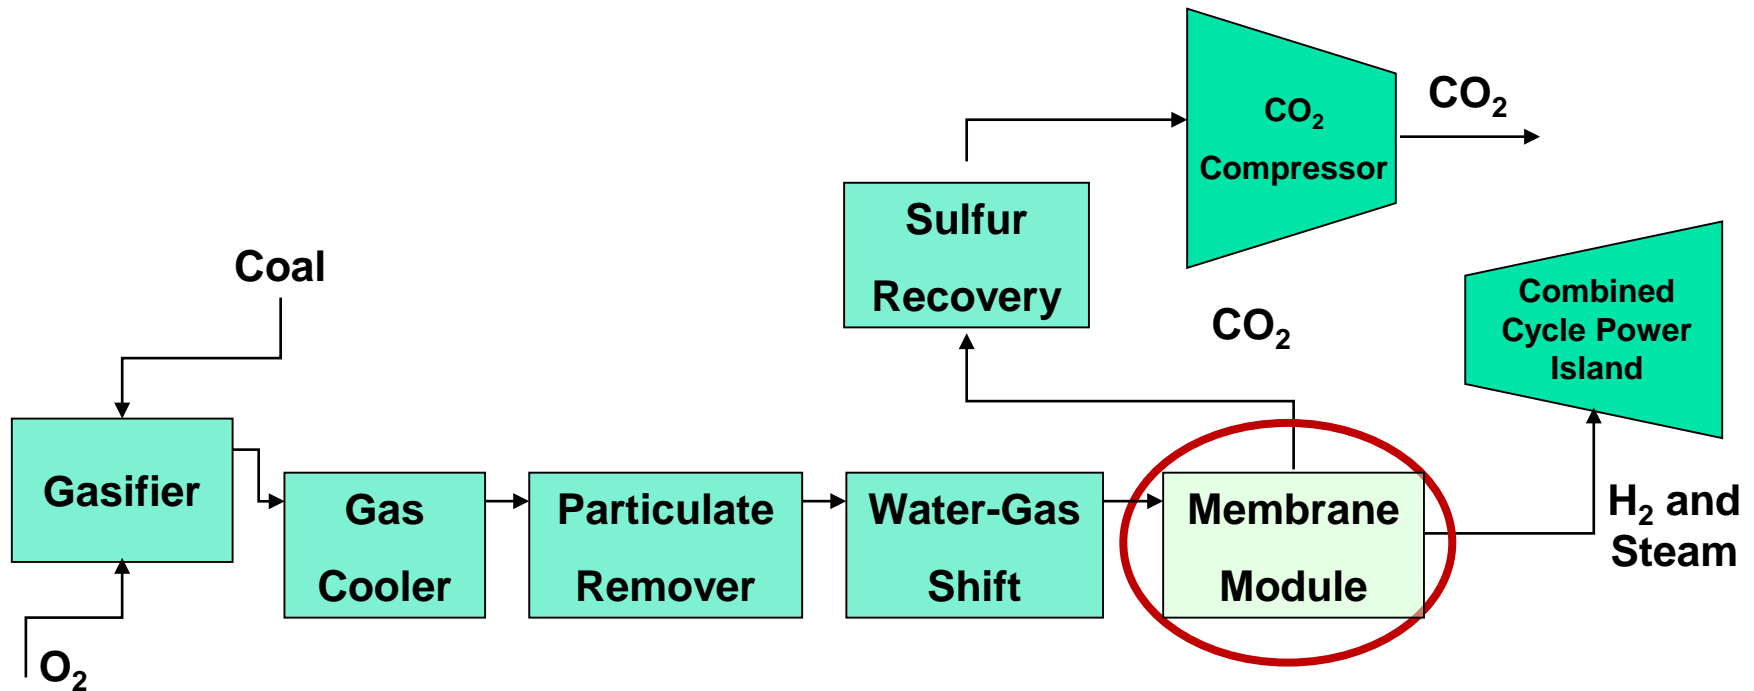 CO₂
Compressor
CO₂
Sulfur
Recovery
Coal
CO₂
Combined
Cycle Power
Island
Gasifier
Gas
Cooler
Particulate
Remover
Water-Gas
Shift
Membrane
Module
H₂ and
Steam
O₂